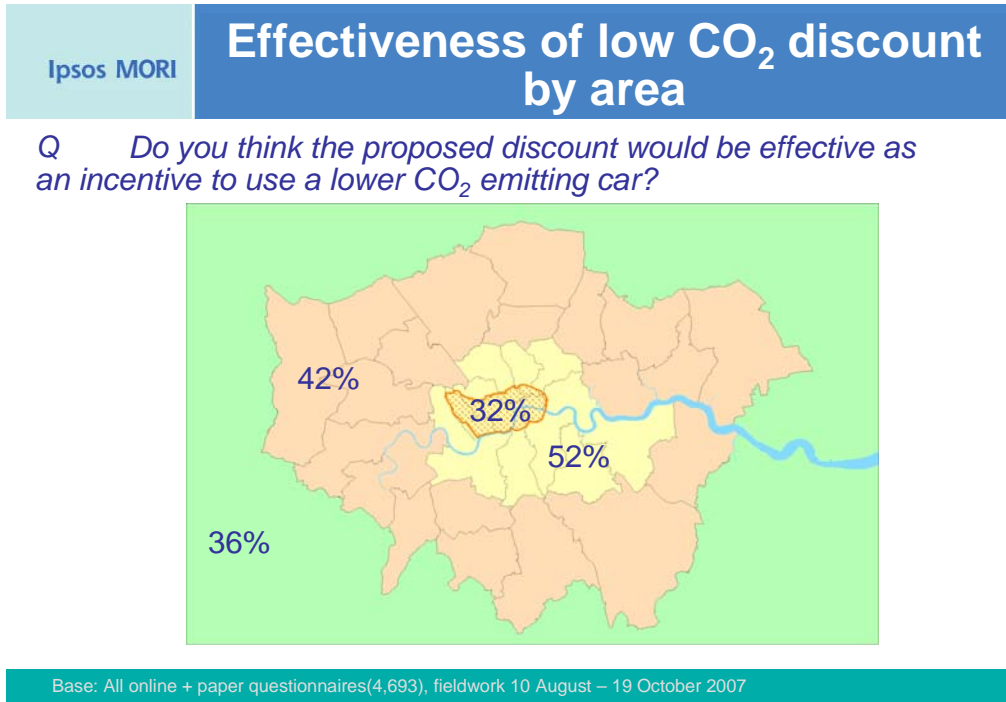 Ipsos MORI
Effectiveness of low CO₂ discount
by area
Q Do you think the proposed discount would be effective as
an incentive to use a lower CO₂ emitting car?
42%
32%
52%
36%
Base: All online + paper questionnaires(4,693), fieldwork 10 August – 19 October 2007